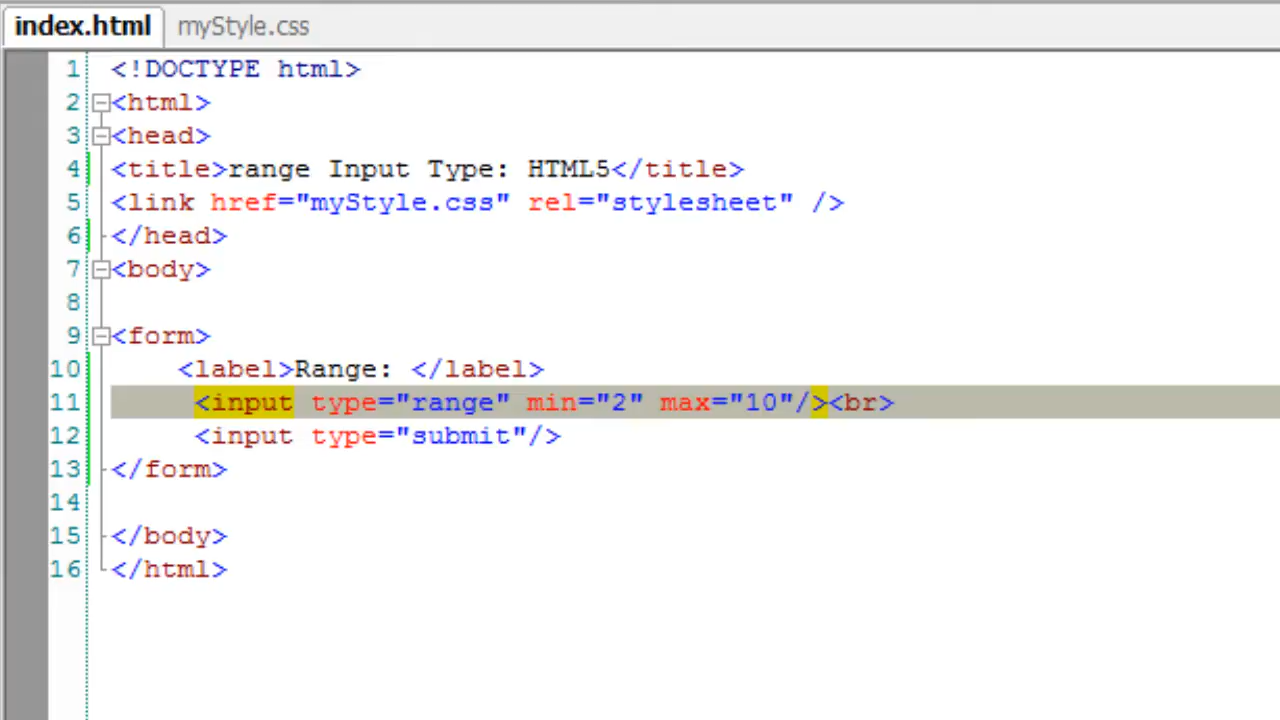 index.html myStyle.css
1 <!DOCTYPE html>
2 <html>
3 <head>
4 <title>range Input Type: HTML5</title>
5 <link href="myStyle.css" rel="stylesheet" />
6 </head>
7 <body>
8
9 <form>
10     <label>Range: </label>
11      <input type="range" min="2" max="10"/><br>
12      <input type="submit"/>
13 </form>
14
15 </body>
16 </html>